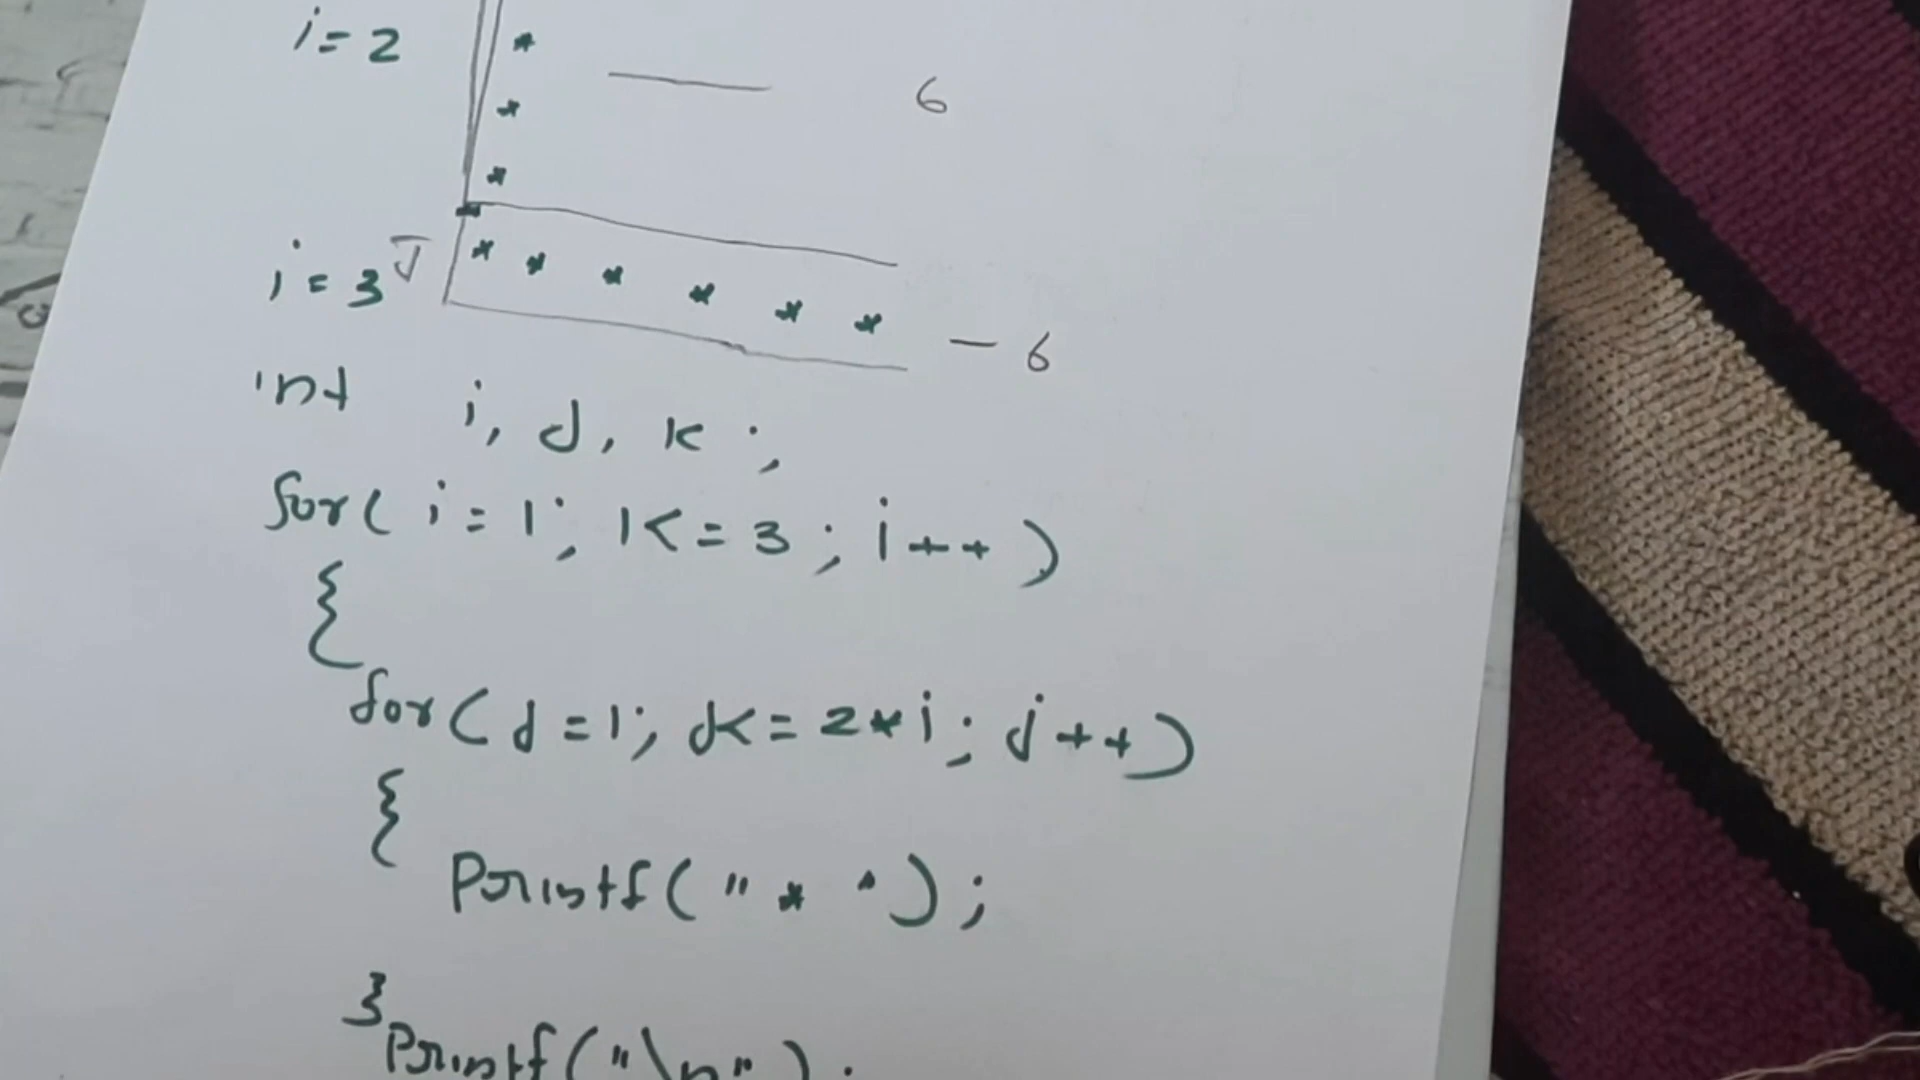 i=2 *
— 6
*
*
i=3 J * * * * * * — 6
int i, j, k ;
for( i=1; i<=3 ; i++ )
{
for( j=1; j<=2*i; j++)
{
Printf( "* ");
}
Printf("\n");